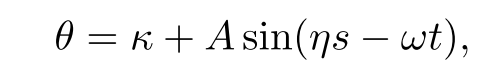 θ = κ + A sin(ηs − ωt),